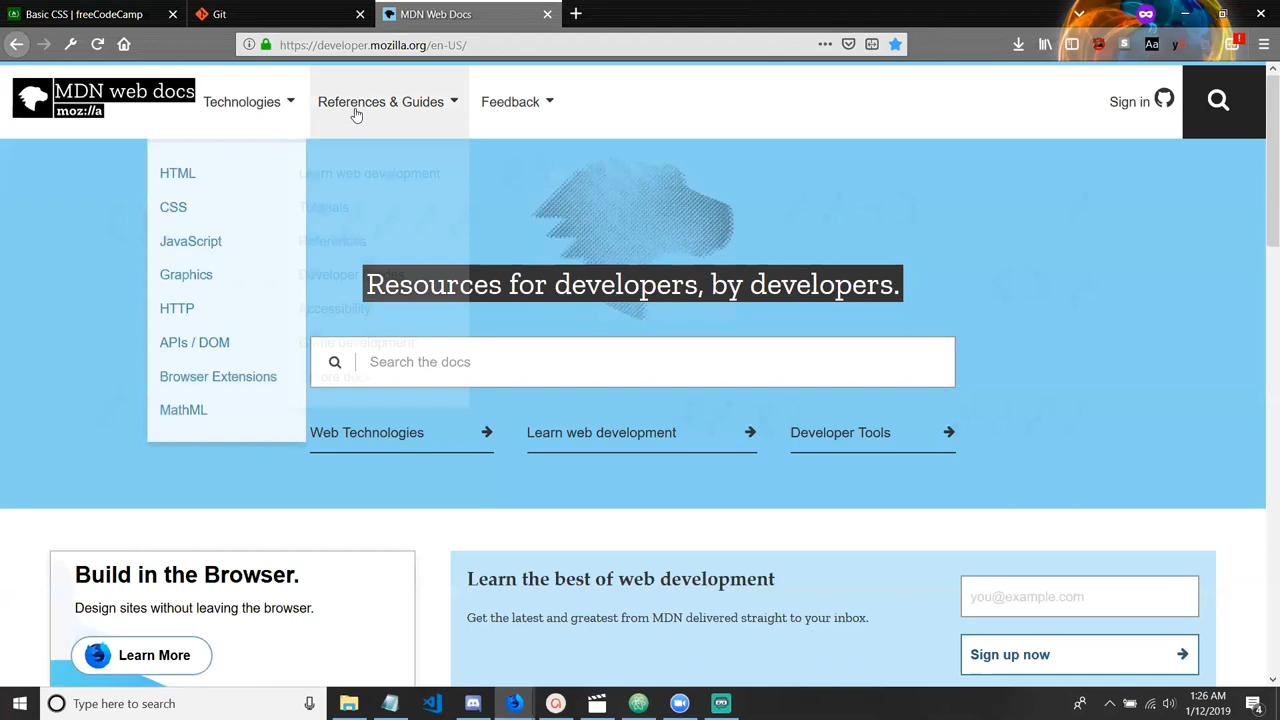 Basic CSS | freeCodeCamp
Git
MDN Web Docs
https://developer.mozilla.org/en-US/
MDN web docs
moz://a
Technologies
References & Guides
Feedback
Sign in
HTML
CSS
JavaScript
Graphics
HTTP
APIs / DOM
Browser Extensions
MathML
Learn web development
Tutorials
References
Developer Guides
Accessibility
Game development
Resources for developers, by developers.
Search the docs
Web Technologies
Learn web development
Developer Tools
Build in the Browser.
Design sites without leaving the browser.
Learn More
Learn the best of web development
Get the latest and greatest from MDN delivered straight to your inbox.
you@example.com
Sign up now
Type here to search
1:26 AM
1/12/2019
4